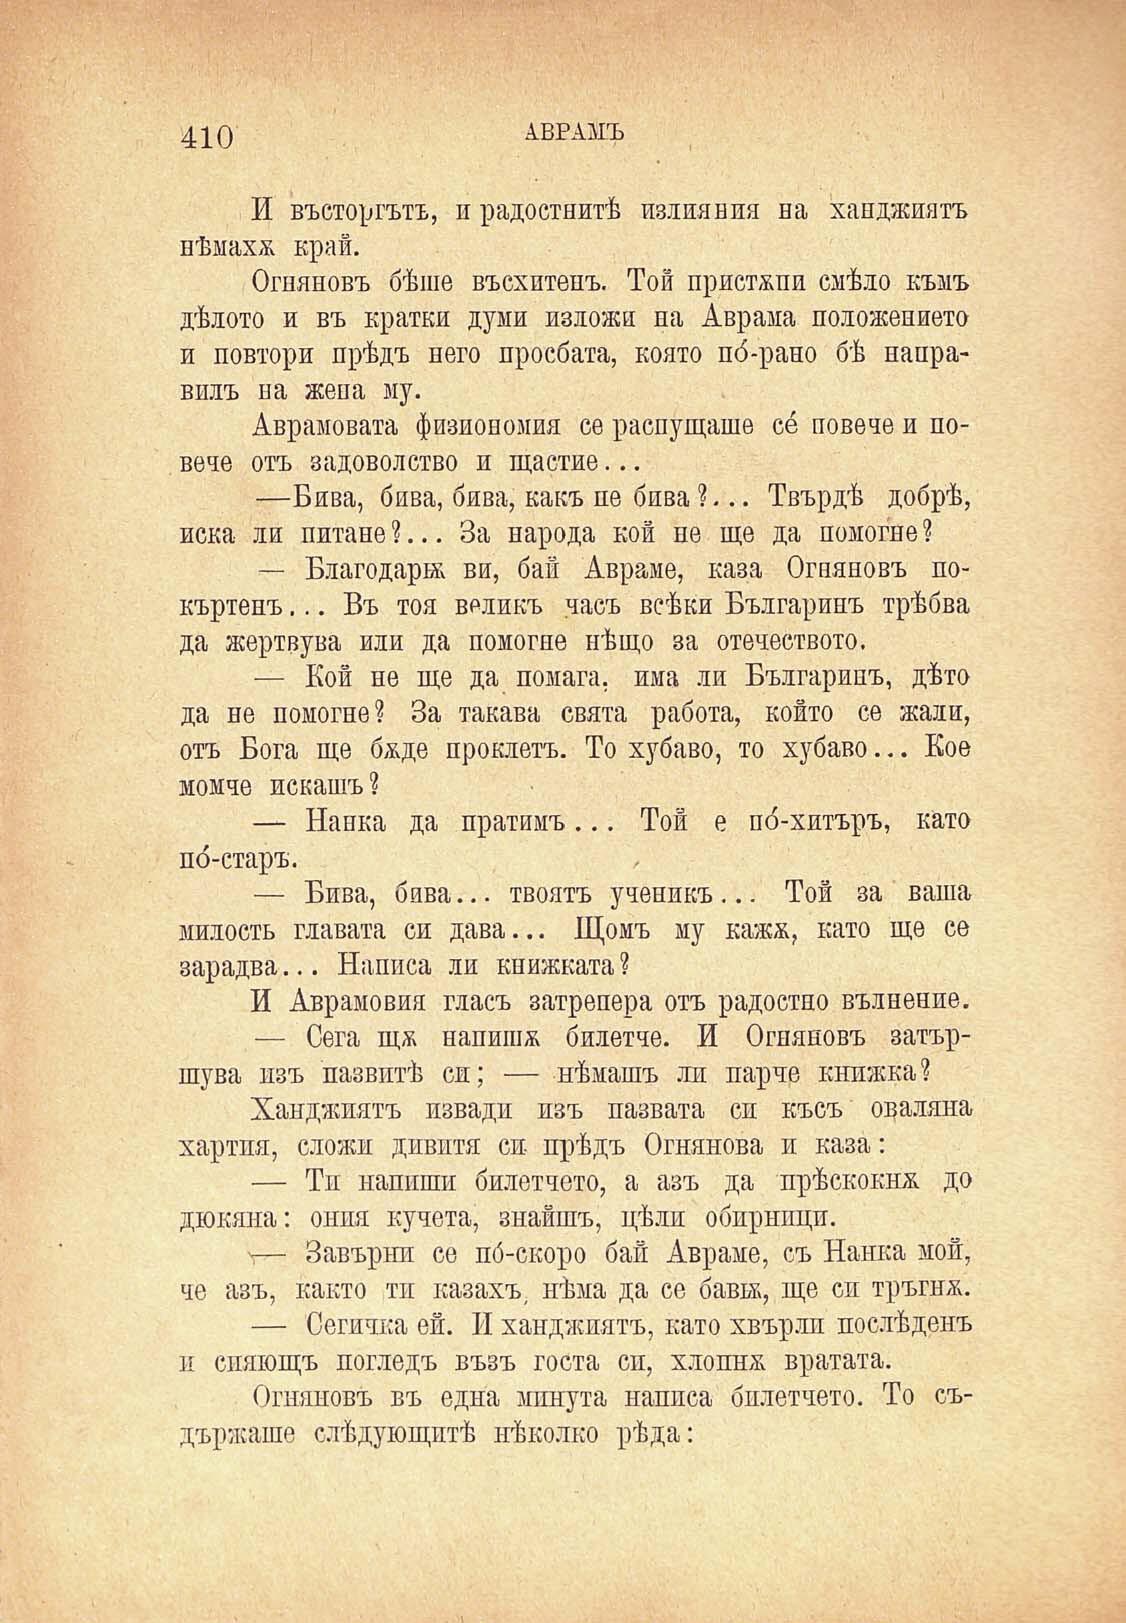 410
АВРАМЪ
И въсторгътъ, и радостнитѣ излияния на ханджиятъ
нѣмахѫ край.
Огняновъ бѣше въсхитенъ. Той пристѫпи смѣло къмъ
дѣлото и въ кратки думи изложи на Аврама положението
и повтори прѣдъ него просбата, която по́-рано бѣ напра-
вилъ на жена му.
Аврамовата физиономия се распущаше се́ повече и по-
вече отъ задоволство и щастие...
—Бива, бива, бива, какъ не бива?... Твърдѣ добрѣ,
иска ли питане?... За народа кой не ще да помогне?
— Благодарѭ ви, бай Авраме, каза Огняновъ по-
къртенъ... Въ тоя великъ часъ всѣки Българинъ трѣбва
да жертвува или да помогне нѣщо за отечеството.
— Кой не ще да помага, има ли Българинъ, дѣто
да не помогне? За такава свята работа, който се жали,
отъ Бога ще бѫде проклетъ. То хубаво, то хубаво... Кое
момче искашъ?
— Нанка да пратимъ... Той е по́-хитъръ, като
по́-старъ.
— Бива, бива... твоятъ ученикъ... Той за ваша
милость главата си дава... Щомъ му кажѫ, като ще се
зарадва... Написа ли книжката?
И Аврамовия гласъ затрепера отъ радостно вълнение.
— Сега щѫ напишѫ билетче. И Огняновъ затър-
шува изъ пазвитѣ си; — нѣмашъ ли парче книжка?
Ханджиятъ извади изъ пазвата си късъ оваляна
хартия, сложи дивитя си прѣдъ Огнянова и каза:
— Ти напиши билетчето, а азъ да прѣскокнѫ до
дюкяна: ония кучета, знайшъ, цѣли обирници.
— Завърни се по́-скоро бай Авраме, съ Нанка мой,
че азъ, както ти казахъ, нѣма да се бавѭ, ще си тръгнѫ.
— Сегичка ей. И ханджиятъ, като хвърли послѣденъ
и сияющъ погледъ възъ госта си, хлопнѫ вратата.
Огняновъ въ една минута написа билетчето. То съ-
държаше слѣдующитѣ нѣколко рѣда: